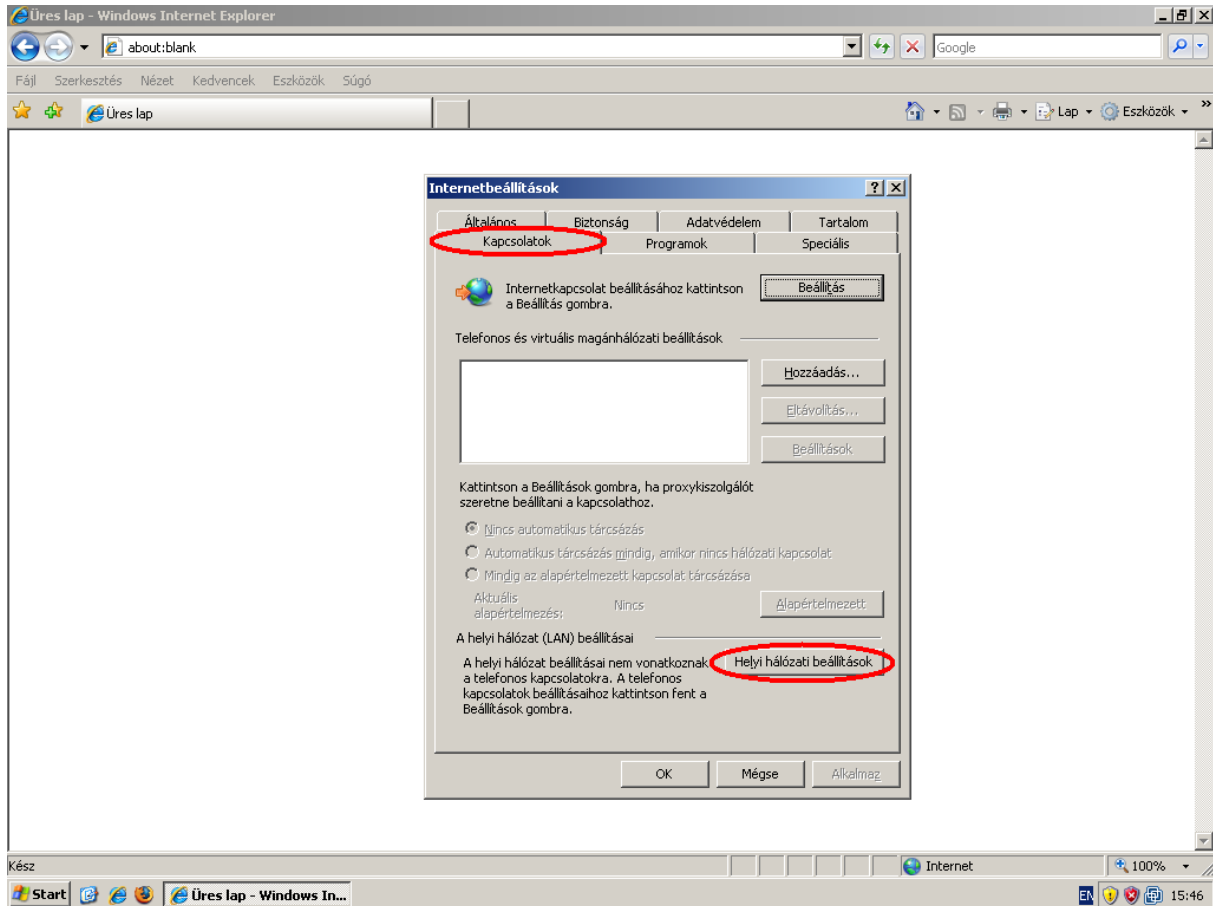 Üres lap - Windows Internet Explorer
about:blank
Google
Fájl Szerkesztés Nézet Kedvencek Eszközök Súgó
Üres lap
Lap Eszközök »
Internetbeállítások
Általános Biztonság Adatvédelem Tartalom
Kapcsolatok Programok Speciális
Internetkapcsolat beállításához kattintson
a Beállítás gombra.
Beállítás
Telefonos és virtuális magánhálózati beállítások
Hozzáadás...
Eltávolítás...
Beállítások
Kattintson a Beállítások gombra, ha proxykiszolgálót
szeretne beállítani a kapcsolathoz.
Nincs automatikus tárcsázás
Automatikus tárcsázás mindig, amikor nincs hálózati kapcsolat
Mindig az alapértelmezett kapcsolat tárcsázása
Aktuális
alapértelmezés:
Nincs
Alapértelmezett
A helyi hálózat (LAN) beállításai
A helyi hálózat beállításai nem vonatkoznak
a telefonos kapcsolatokra. A telefonos
kapcsolatok beállításaihoz kattintson fent a
Beállítások gombra.
Helyi hálózati beállítások
OK Mégse Alkalmaz
Kész
Internet
100%
Start
Üres lap - Windows In...
EN
15:46